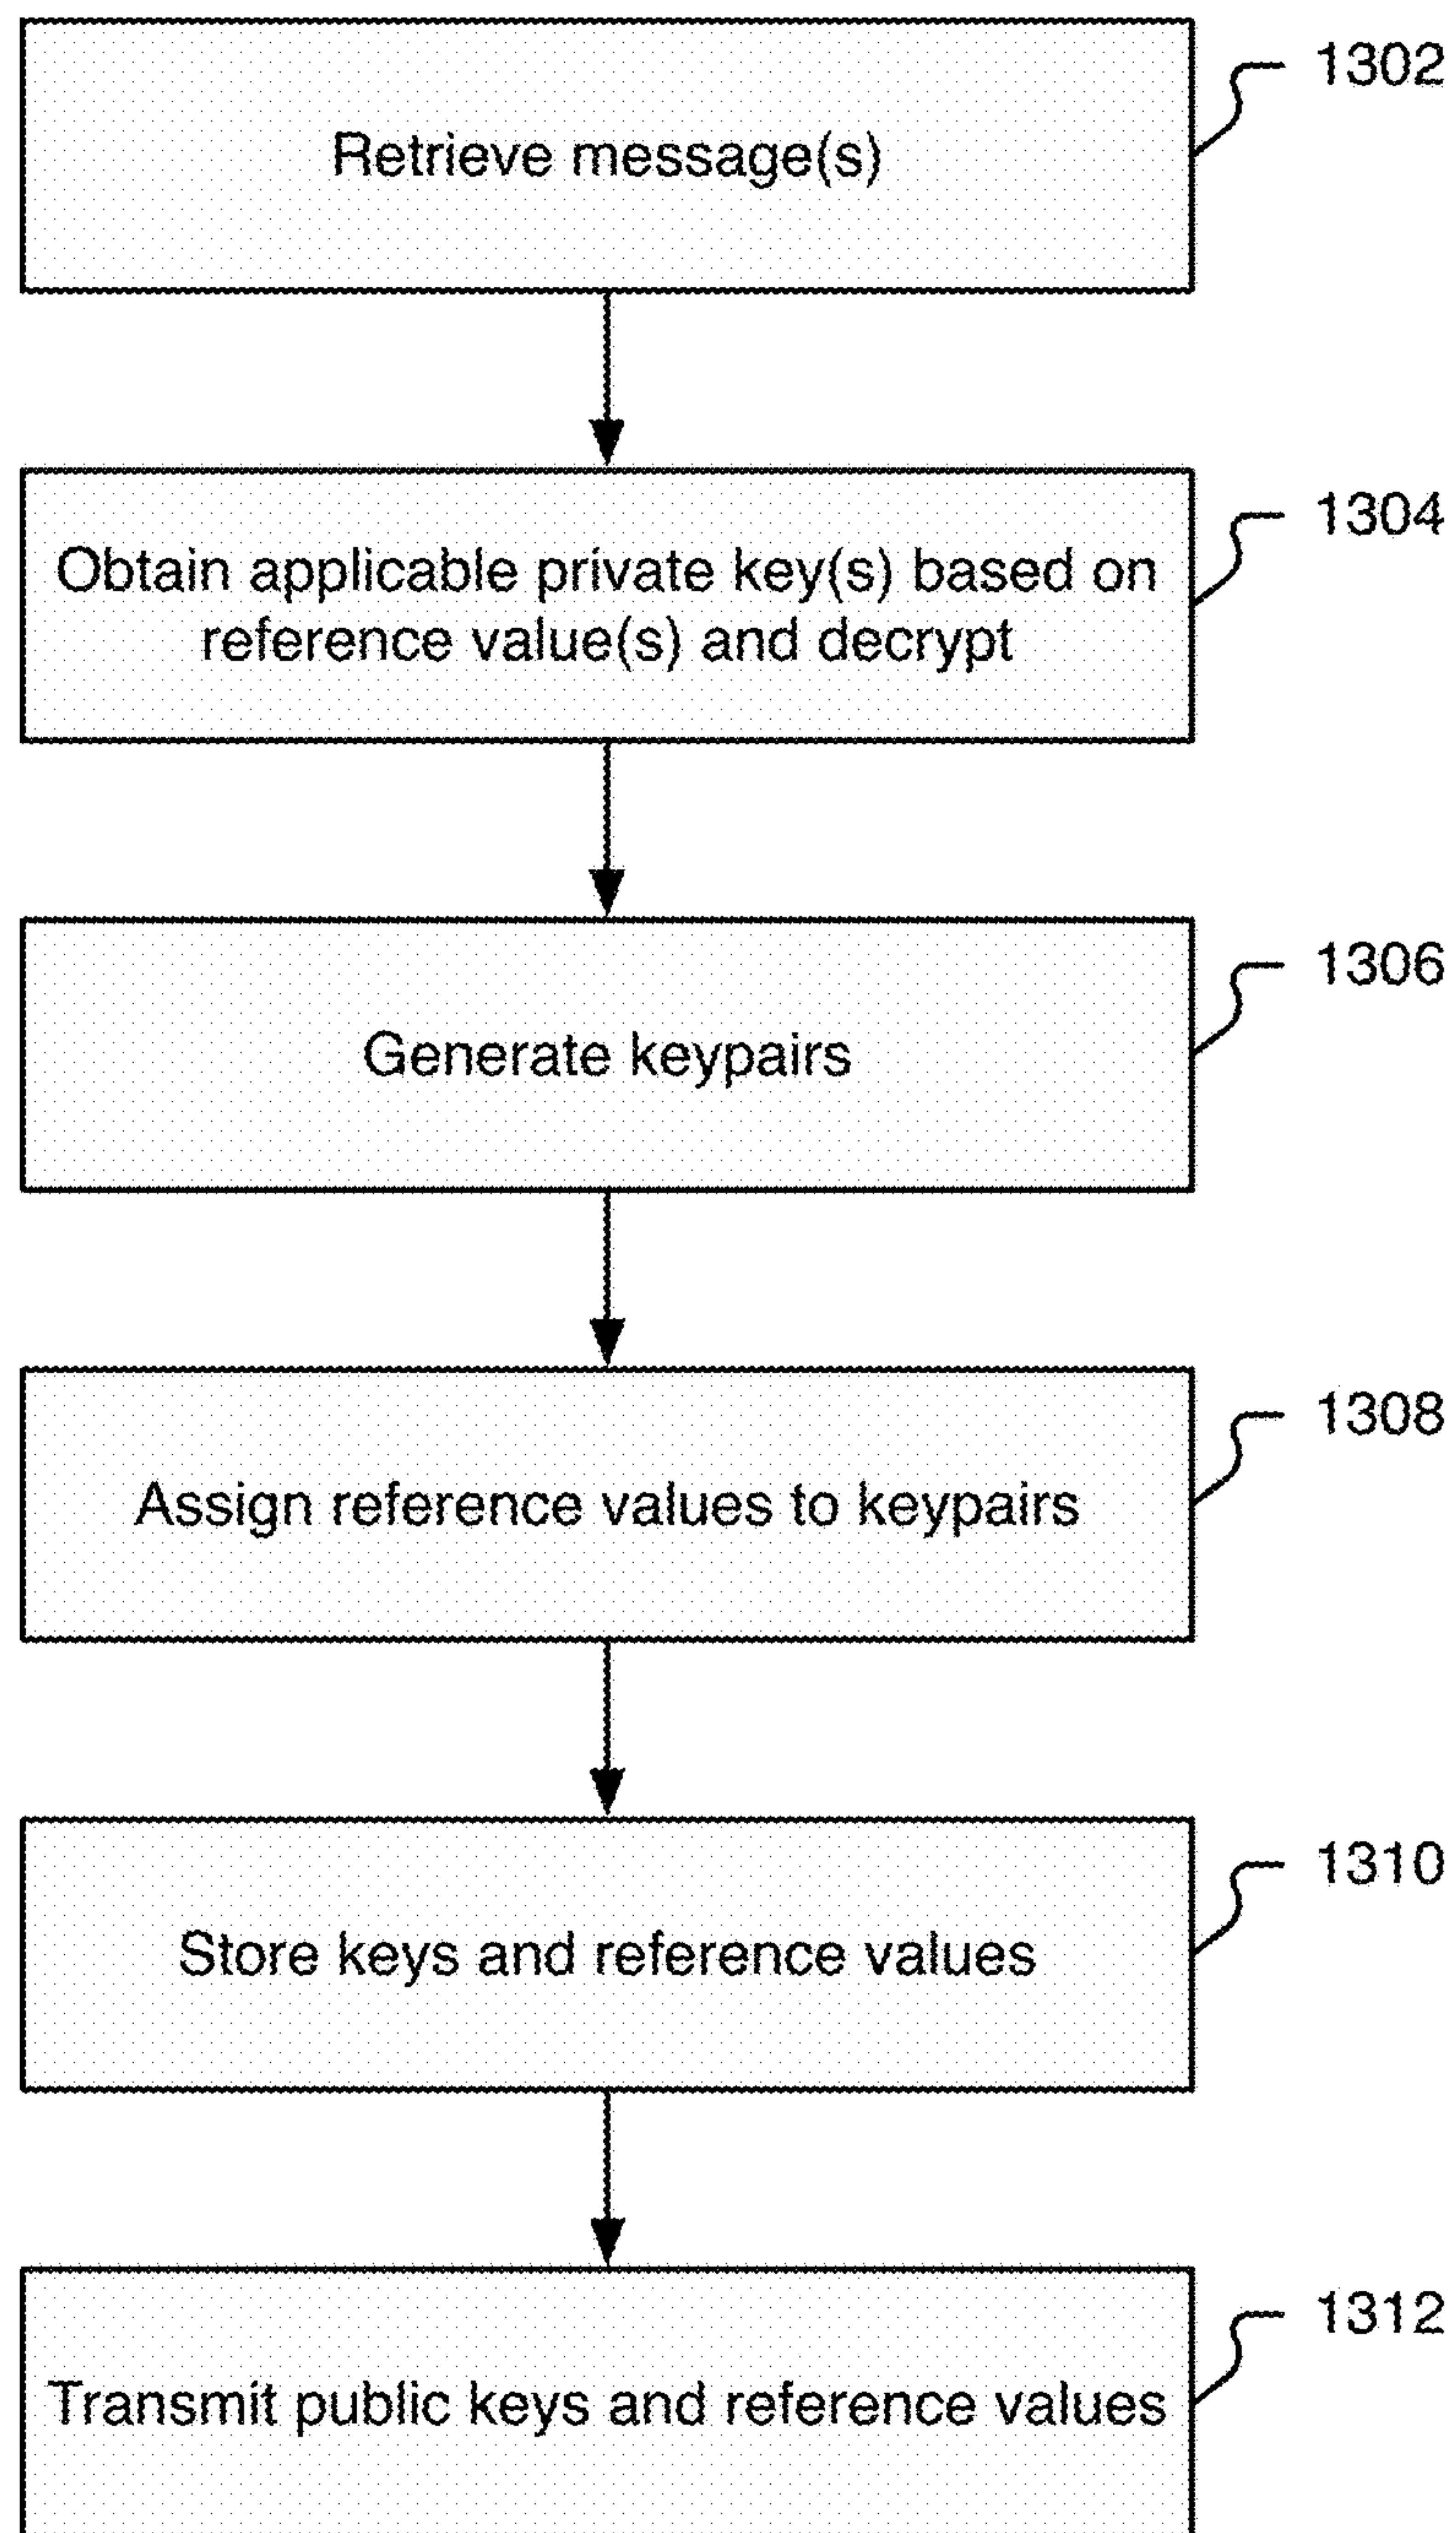 1302
Retrieve message(s)
1304
Obtain applicable private key(s) based on
reference value(s) and decrypt
1306
Generate keypairs
1308
Assign reference values to keypairs
1310
Store keys and reference values
1312
Transmit public keys and reference values